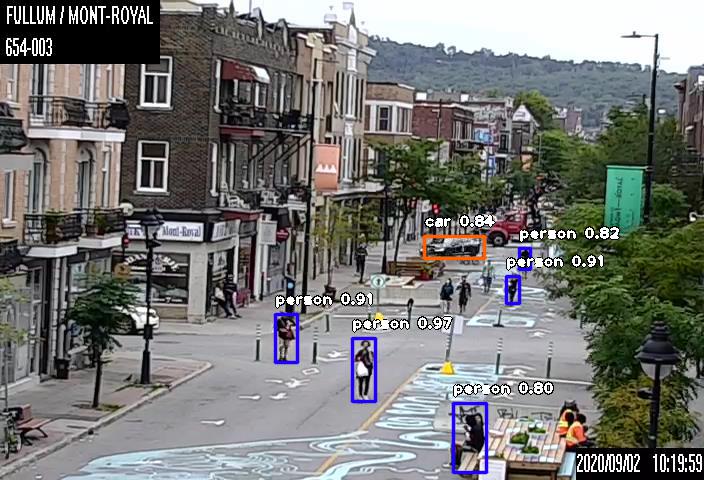 FULLUM / MONT-ROYAL
654-003
car 0.84
person 0.82
person 0.91
person 0.91
person 0.97
person 0.80
Mont-Royal
2020/09/02 10:19:59